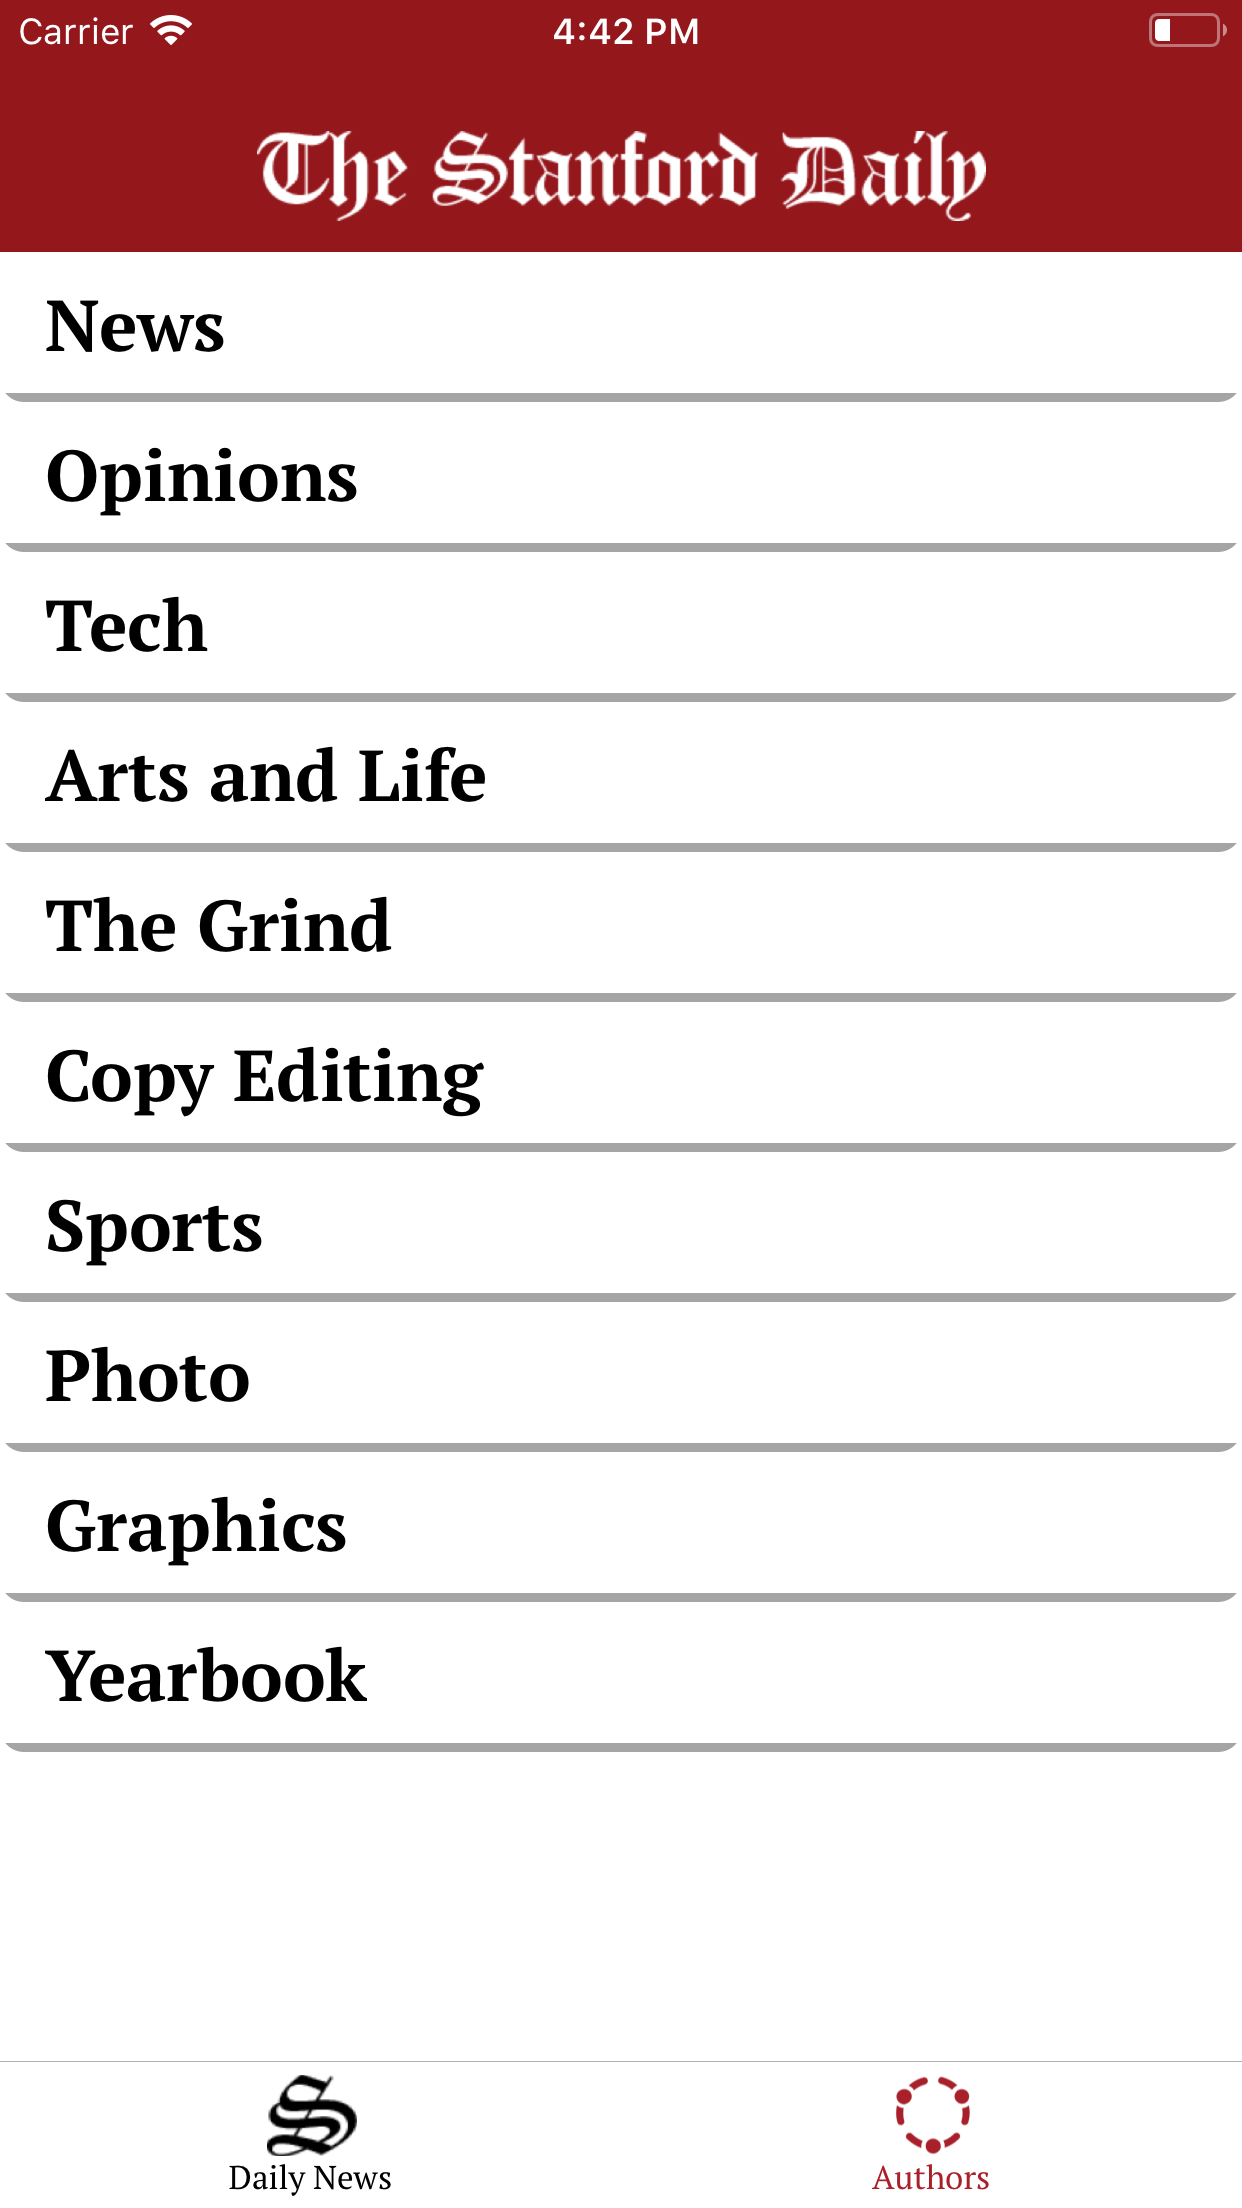 Carrier 4:42 PM
The Stanford Daily
News
Opinions
Tech
Arts and Life
The Grind
Copy Editing
Sports
Photo
Graphics
Yearbook
S
Daily News Authors